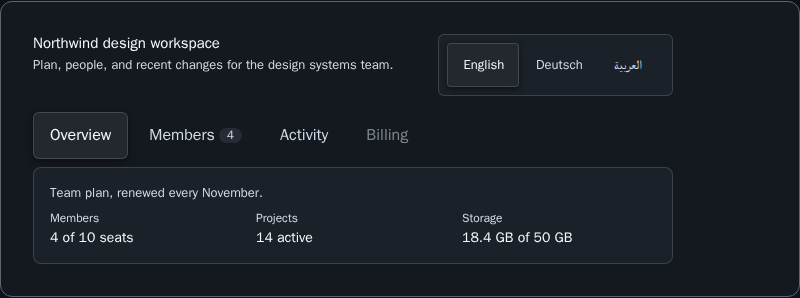 Northwind design workspace
Plan, people, and recent changes for the design systems team.
English Deutsch العربية
Overview Members 4 Activity Billing
Team plan, renewed every November.
Members Projects Storage
4 of 10 seats 14 active 18.4 GB of 50 GB